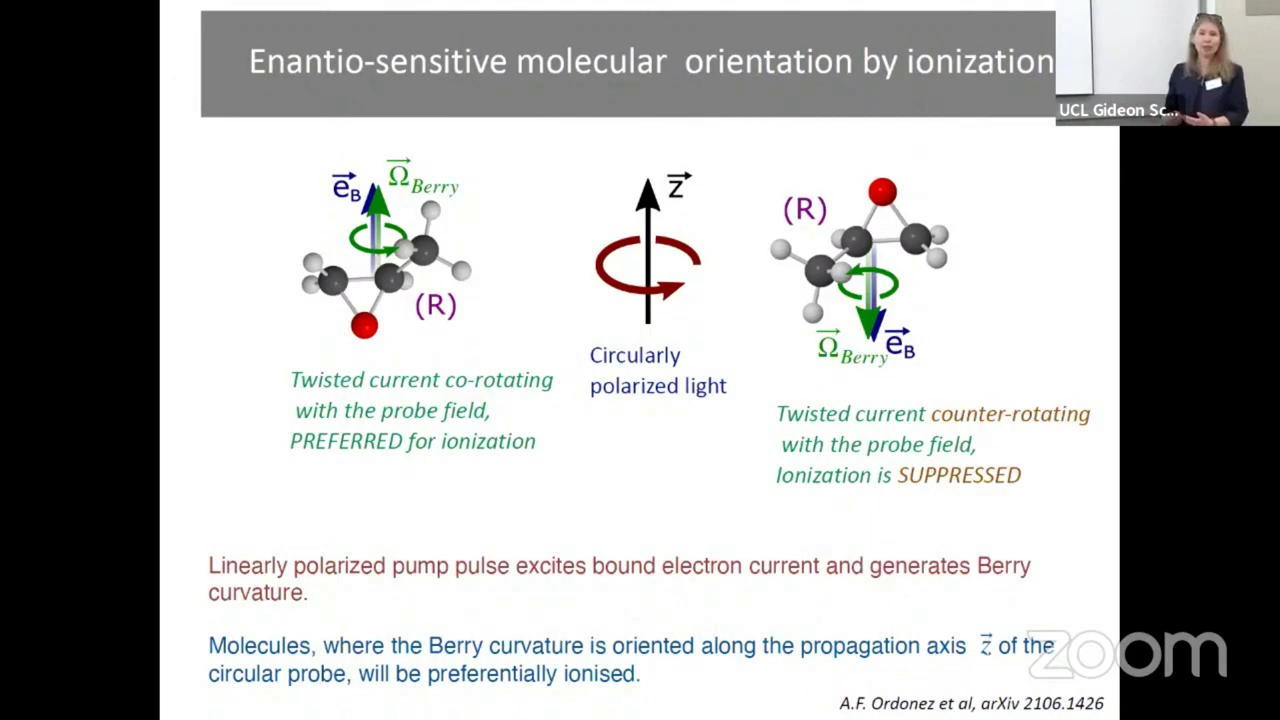 Enantio-sensitive molecular orientation by ionization
UCL Gideon Sc...
e⃗B
Ω⃗Berry
(R)
z⃗
(R)
Ω⃗Berry
e⃗B
Twisted current co-rotating
with the probe field,
PREFERRED for ionization
Circularly
polarized light
Twisted current counter-rotating
with the probe field,
Ionization is SUPPRESSED
Linearly polarized pump pulse excites bound electron current and generates Berry
curvature.
Molecules, where the Berry curvature is oriented along the propagation axis z⃗ of the
circular probe, will be preferentially ionised.
zoom
A.F. Ordonez et al, arXiv 2106.1426